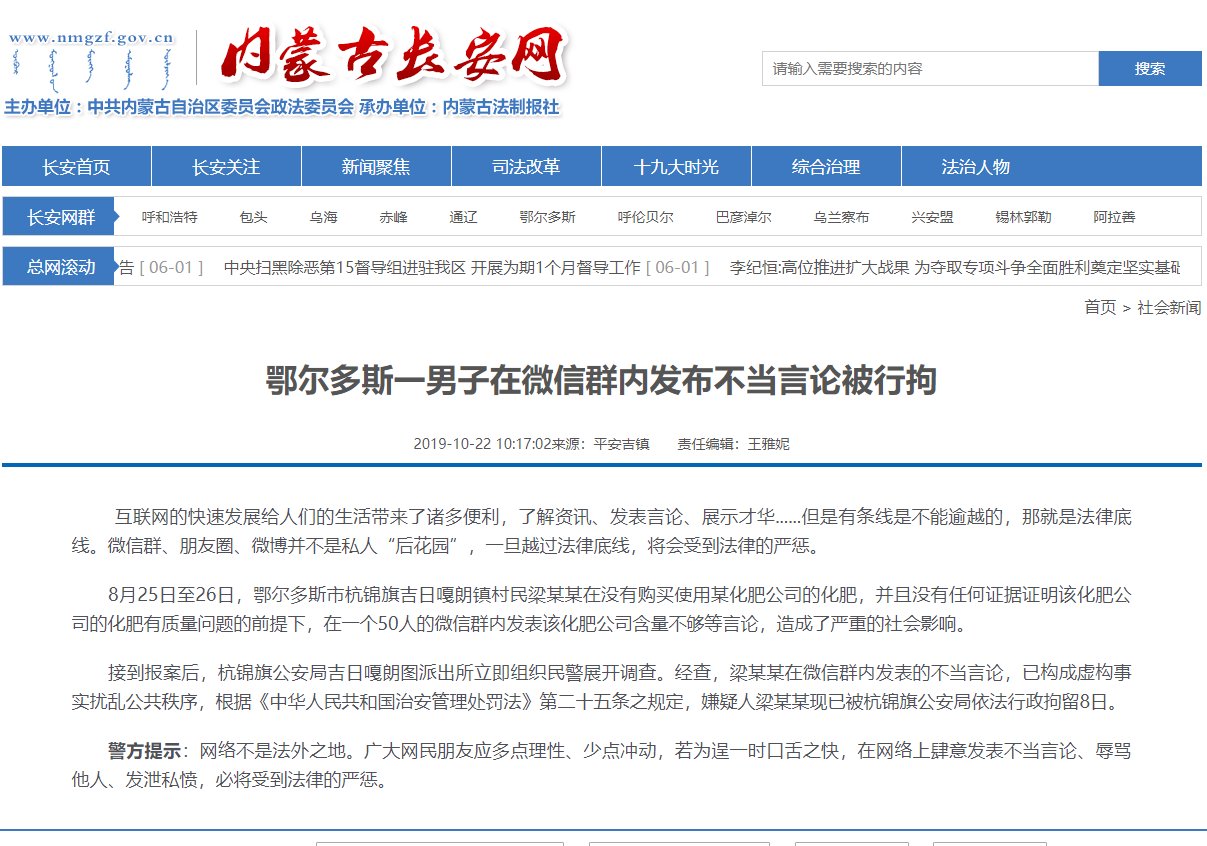 www.nmgzf.gov.cn
内蒙古长安网
主办单位：中共内蒙古自治区委员会政法委员会 承办单位：内蒙古法制报社
请输入需要搜索的内容 搜索
长安首页 长安关注 新闻聚焦 司法改革 十九大时光 综合治理 法治人物
长安网群 呼和浩特 包头 乌海 赤峰 通辽 鄂尔多斯 呼伦贝尔 巴彦淖尔 乌兰察布 兴安盟 锡林郭勒 阿拉善
总网滚动 告 [ 06-01 ] 中央扫黑除恶第15督导组进驻我区 开展为期1个月督导工作 [ 06-01 ] 李纪恒:高位推进扩大战果 为夺取专项斗争全面胜利奠定坚实基础
首页 > 社会新闻
鄂尔多斯一男子在微信群内发布不当言论被行拘
2019-10-22 10:17:02来源：平安吉镇 责任编辑：王雅妮
互联网的快速发展给人们的生活带来了诸多便利，了解资讯、发表言论、展示才华......但是有条线是不能逾越的，那就是法律底
线。微信群、朋友圈、微博并不是私人“后花园”，一旦越过法律底线，将会受到法律的严惩。
8月25日至26日，鄂尔多斯市杭锦旗吉日嘎朗镇村民梁某某在没有购买使用某化肥公司的化肥，并且没有任何证据证明该化肥公
司的化肥有质量问题的前提下，在一个50人的微信群内发表该化肥公司含量不够等言论，造成了严重的社会影响。
接到报案后，杭锦旗公安局吉日嘎朗图派出所立即组织民警展开调查。经查，梁某某在微信群内发表的不当言论，已构成虚构事
实扰乱公共秩序，根据《中华人民共和国治安管理处罚法》第二十五条之规定，嫌疑人梁某某现已被杭锦旗公安局依法行政拘留8日。
警方提示：网络不是法外之地。广大网民朋友应多点理性、少点冲动，若为逞一时口舌之快，在网络上肆意发表不当言论、辱骂
他人、发泄私愤，必将受到法律的严惩。